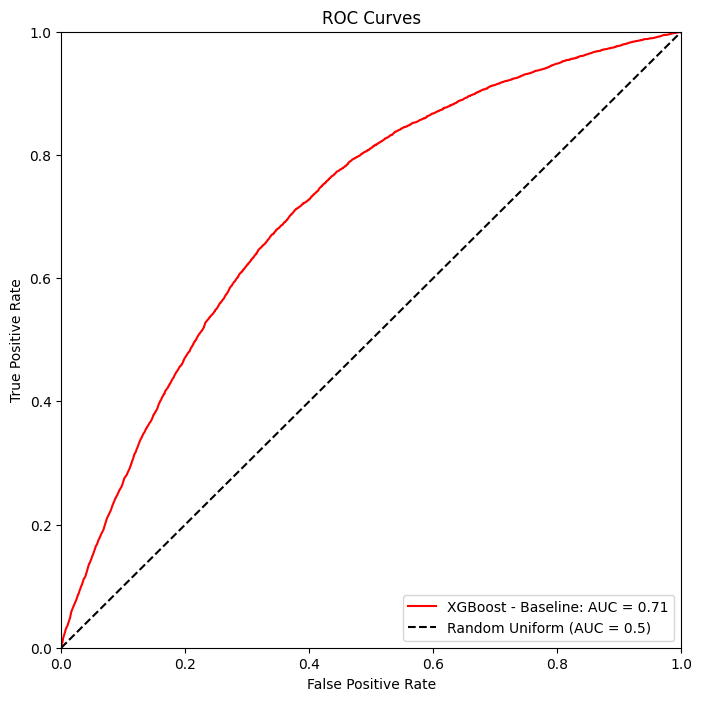 ROC Curves
1.0
0.8
0.6
0.4
0.2
0.0
True Positive Rate
XGBoost - Baseline: AUC = 0.71
Random Uniform (AUC = 0.5)
0.0 0.2 0.4 0.6 0.8 1.0
False Positive Rate